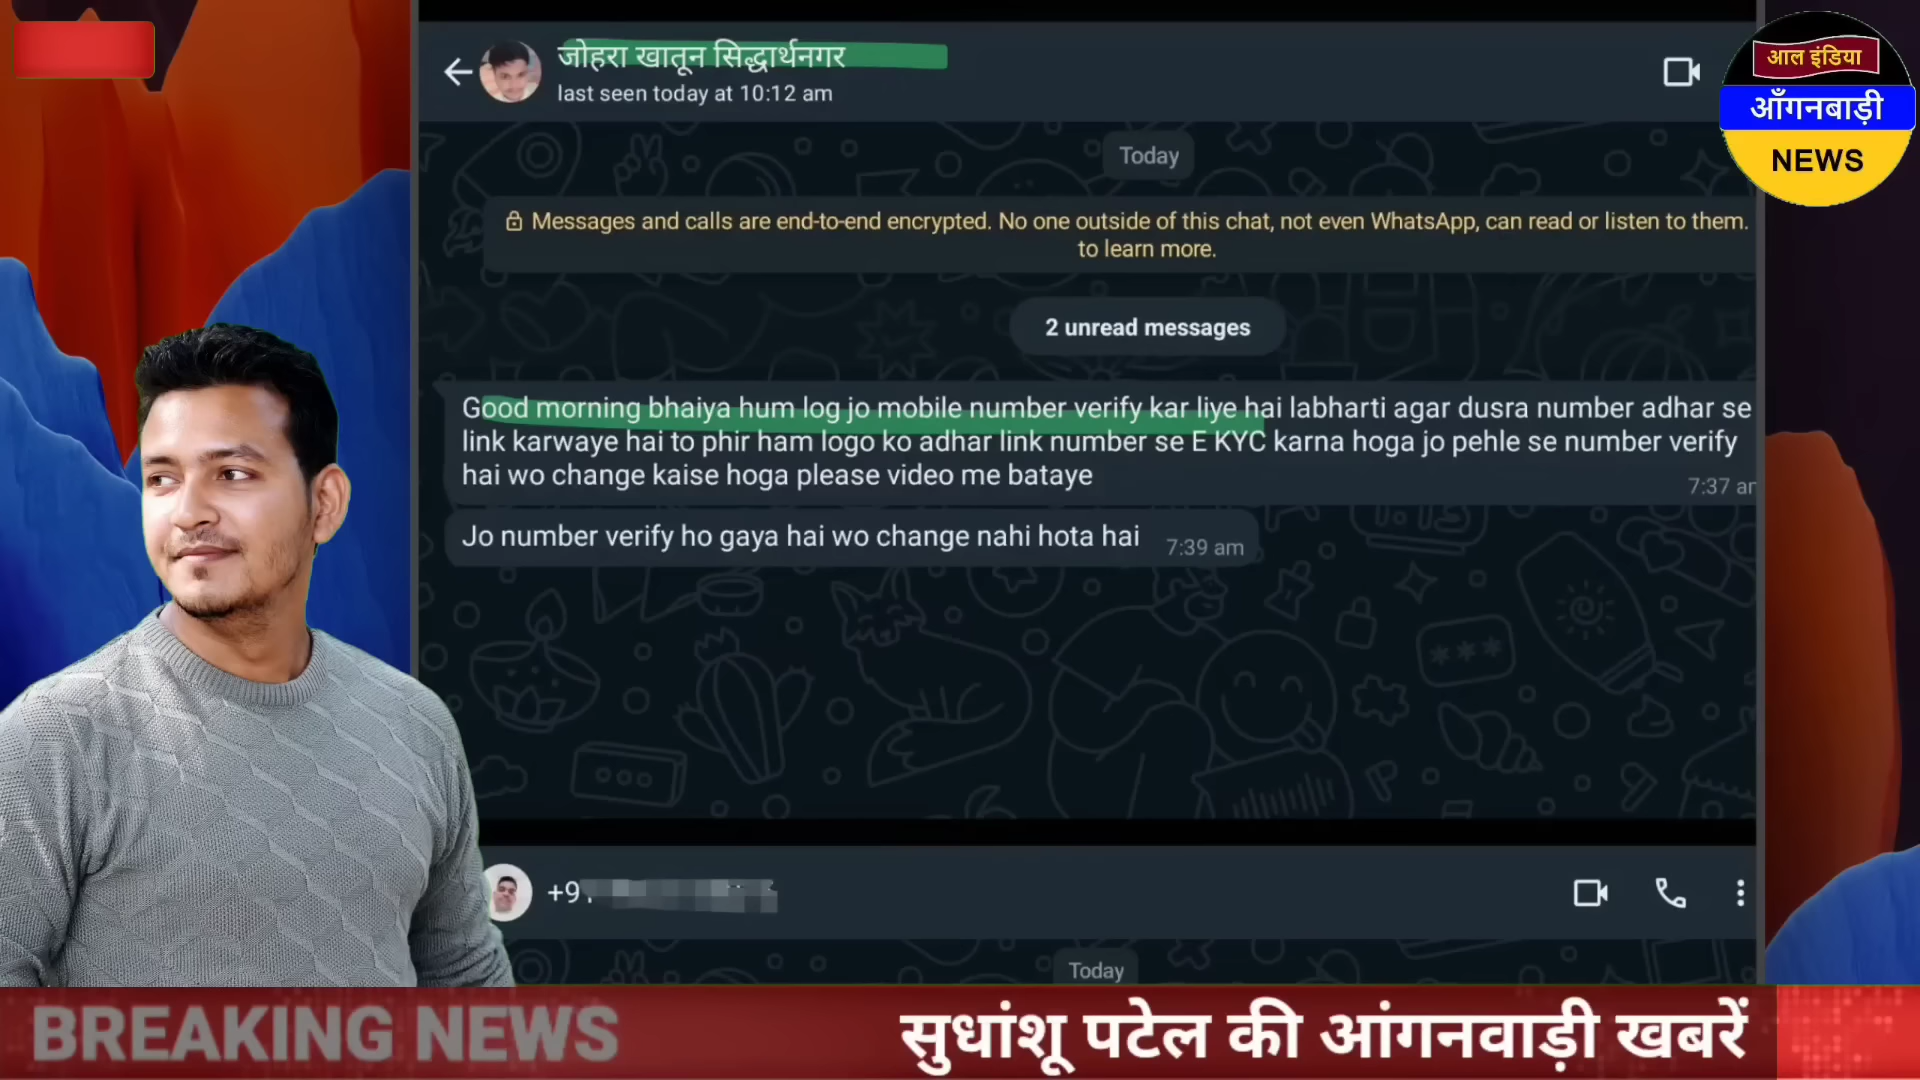 जोहरा खातून सिद्धार्थनगर
last seen today at 10:12 am
आल इंडिया
आँगनबाड़ी
NEWS
Today
Messages and calls are end-to-end encrypted. No one outside of this chat, not even WhatsApp, can read or listen to them.
to learn more.
2 unread messages
Good morning bhaiya hum log jo mobile number verify kar liye hai labharti agar dusra number adhar se
link karwaye hai to phir ham logo ko adhar link number se E KYC karna hoga jo pehle se number verify
hai wo change kaise hoga please video me bataye
7:37 am
Jo number verify ho gaya hai wo change nahi hota hai
7:39 am
+9
Today
BREAKING NEWS
सुधांशू पटेल की आंगनवाड़ी खबरें